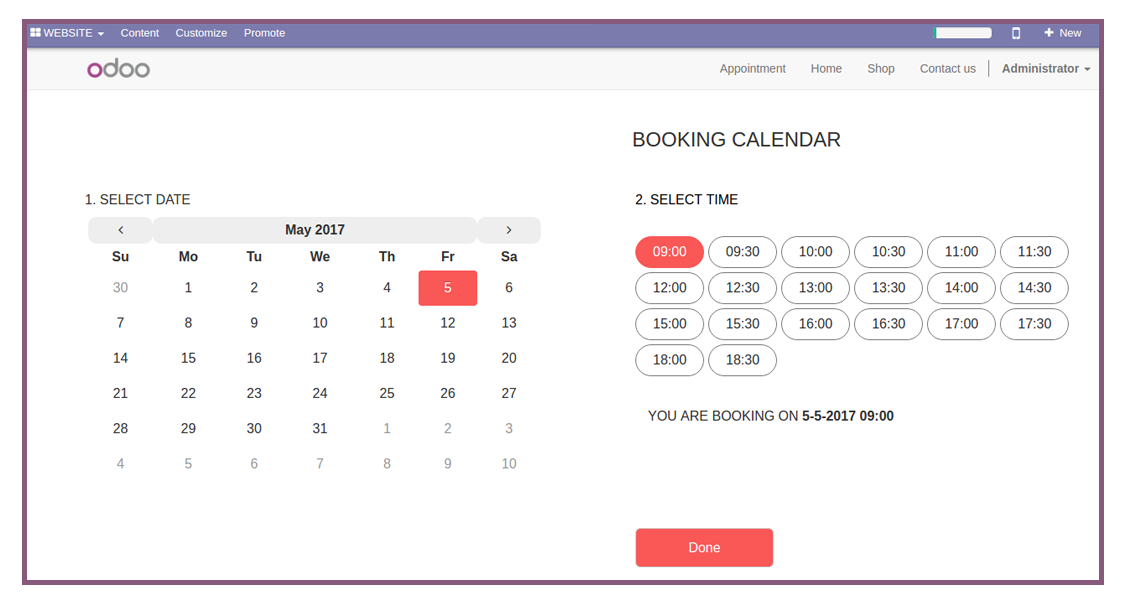 WEBSITE Content Customize Promote New
odoo Appointment Home Shop Contact us Administrator
BOOKING CALENDAR
1. SELECT DATE
< May 2017 >
Su Mo Tu We Th Fr Sa
30 1 2 3 4 5 6
7 8 9 10 11 12 13
14 15 16 17 18 19 20
21 22 23 24 25 26 27
28 29 30 31 1 2 3
4 5 6 7 8 9 10
2. SELECT TIME
09:00 09:30 10:00 10:30 11:00 11:30
12:00 12:30 13:00 13:30 14:00 14:30
15:00 15:30 16:00 16:30 17:00 17:30
18:00 18:30
YOU ARE BOOKING ON 5-5-2017 09:00
Done